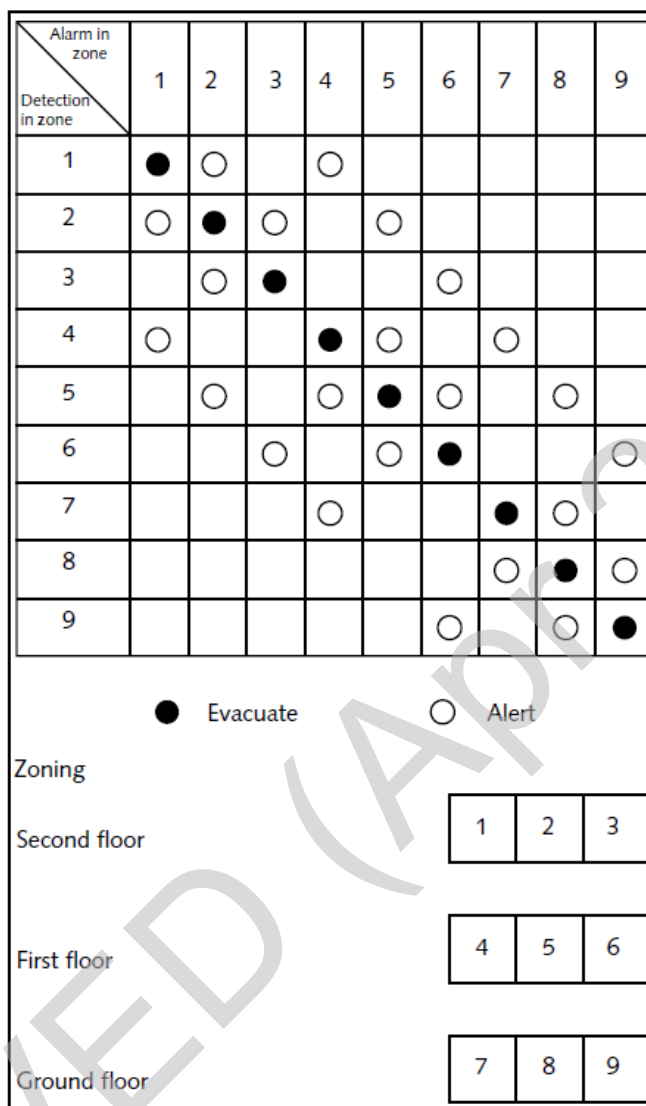 Alarm in
zone
Detection
in zone
1 2 3 4 5 6 7 8 9
1
2
3
4
5
6
7
8
9
Evacuate Alert
Zoning
Second floor 1 2 3
First floor 4 5 6
Ground floor 7 8 9